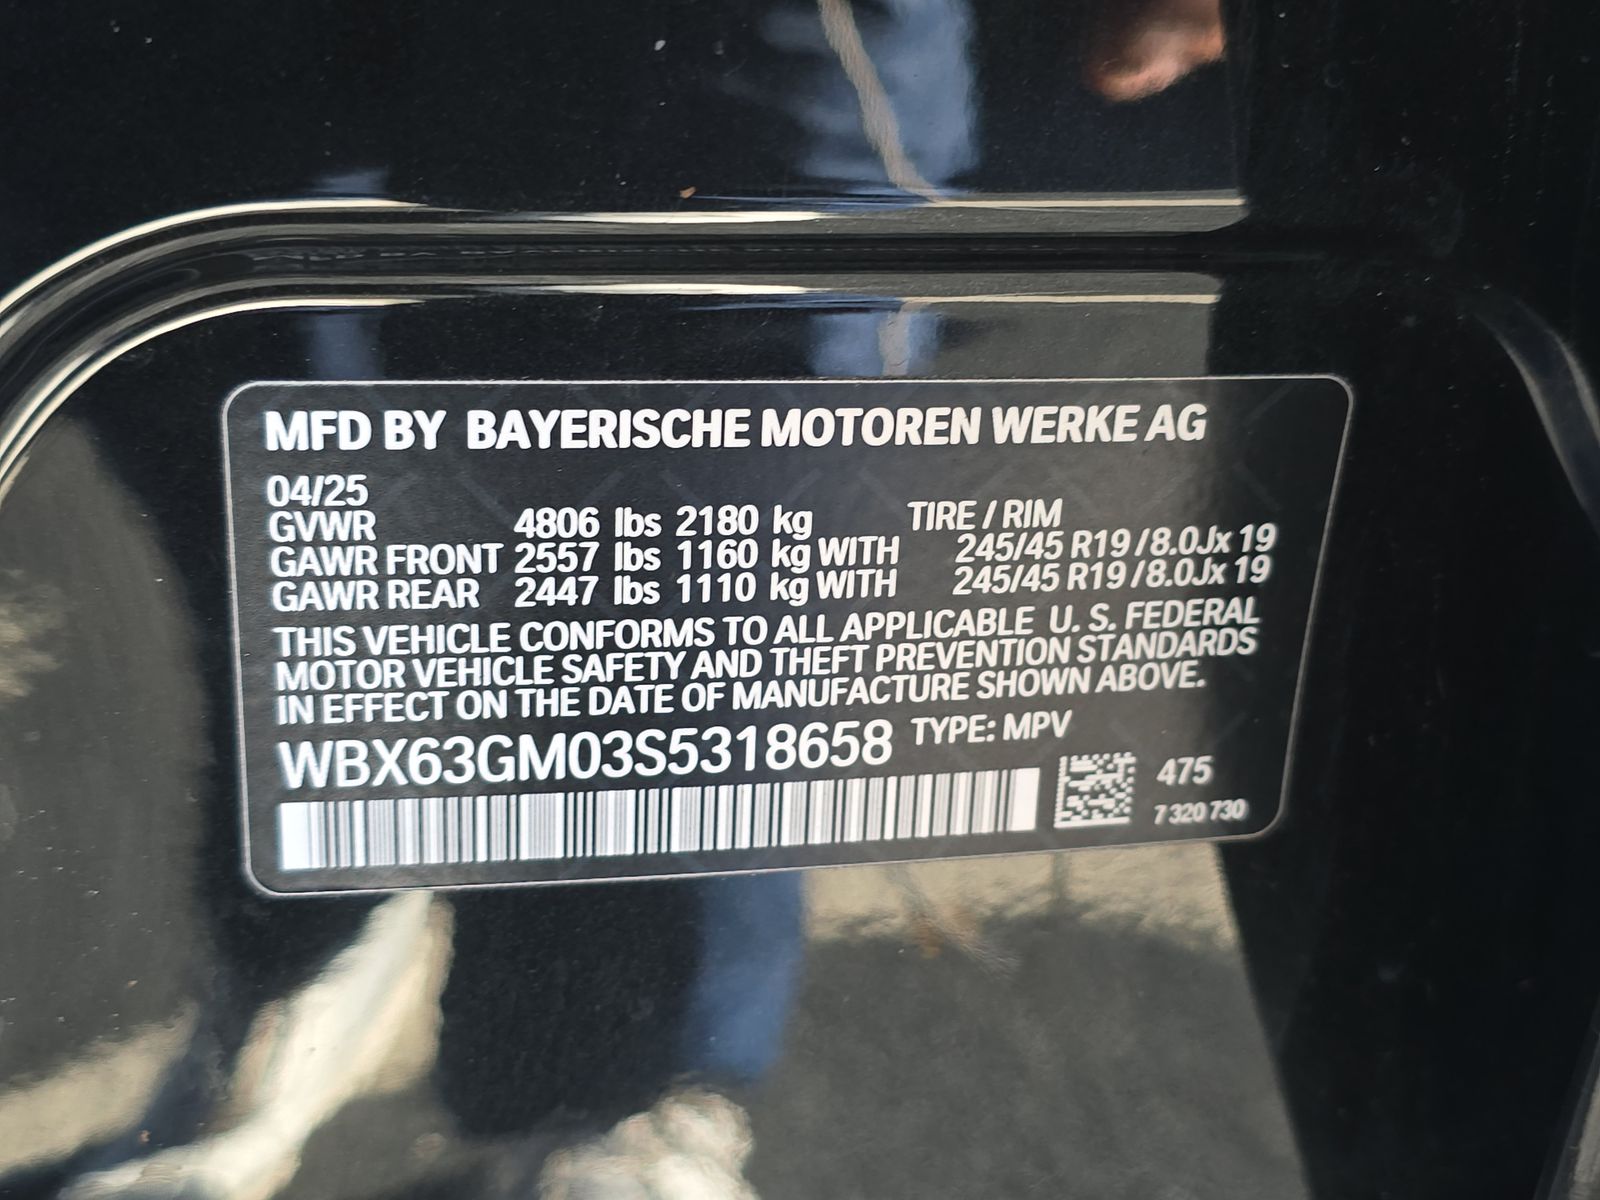 MFD BY BAYERISCHE MOTOREN WERKE AG
04/25
GVWR 4806 lbs 2180 kg TIRE / RIM
GAWR FRONT 2557 lbs 1160 kg WITH 245/45 R19 / 8.0Jx 19
GAWR REAR 2447 lbs 1110 kg WITH 245/45 R19 / 8.0Jx 19
THIS VEHICLE CONFORMS TO ALL APPLICABLE U. S. FEDERAL
MOTOR VEHICLE SAFETY AND THEFT PREVENTION STANDARDS
IN EFFECT ON THE DATE OF MANUFACTURE SHOWN ABOVE.
WBX63GM03S5318658 TYPE: MPV
475
7 320 730